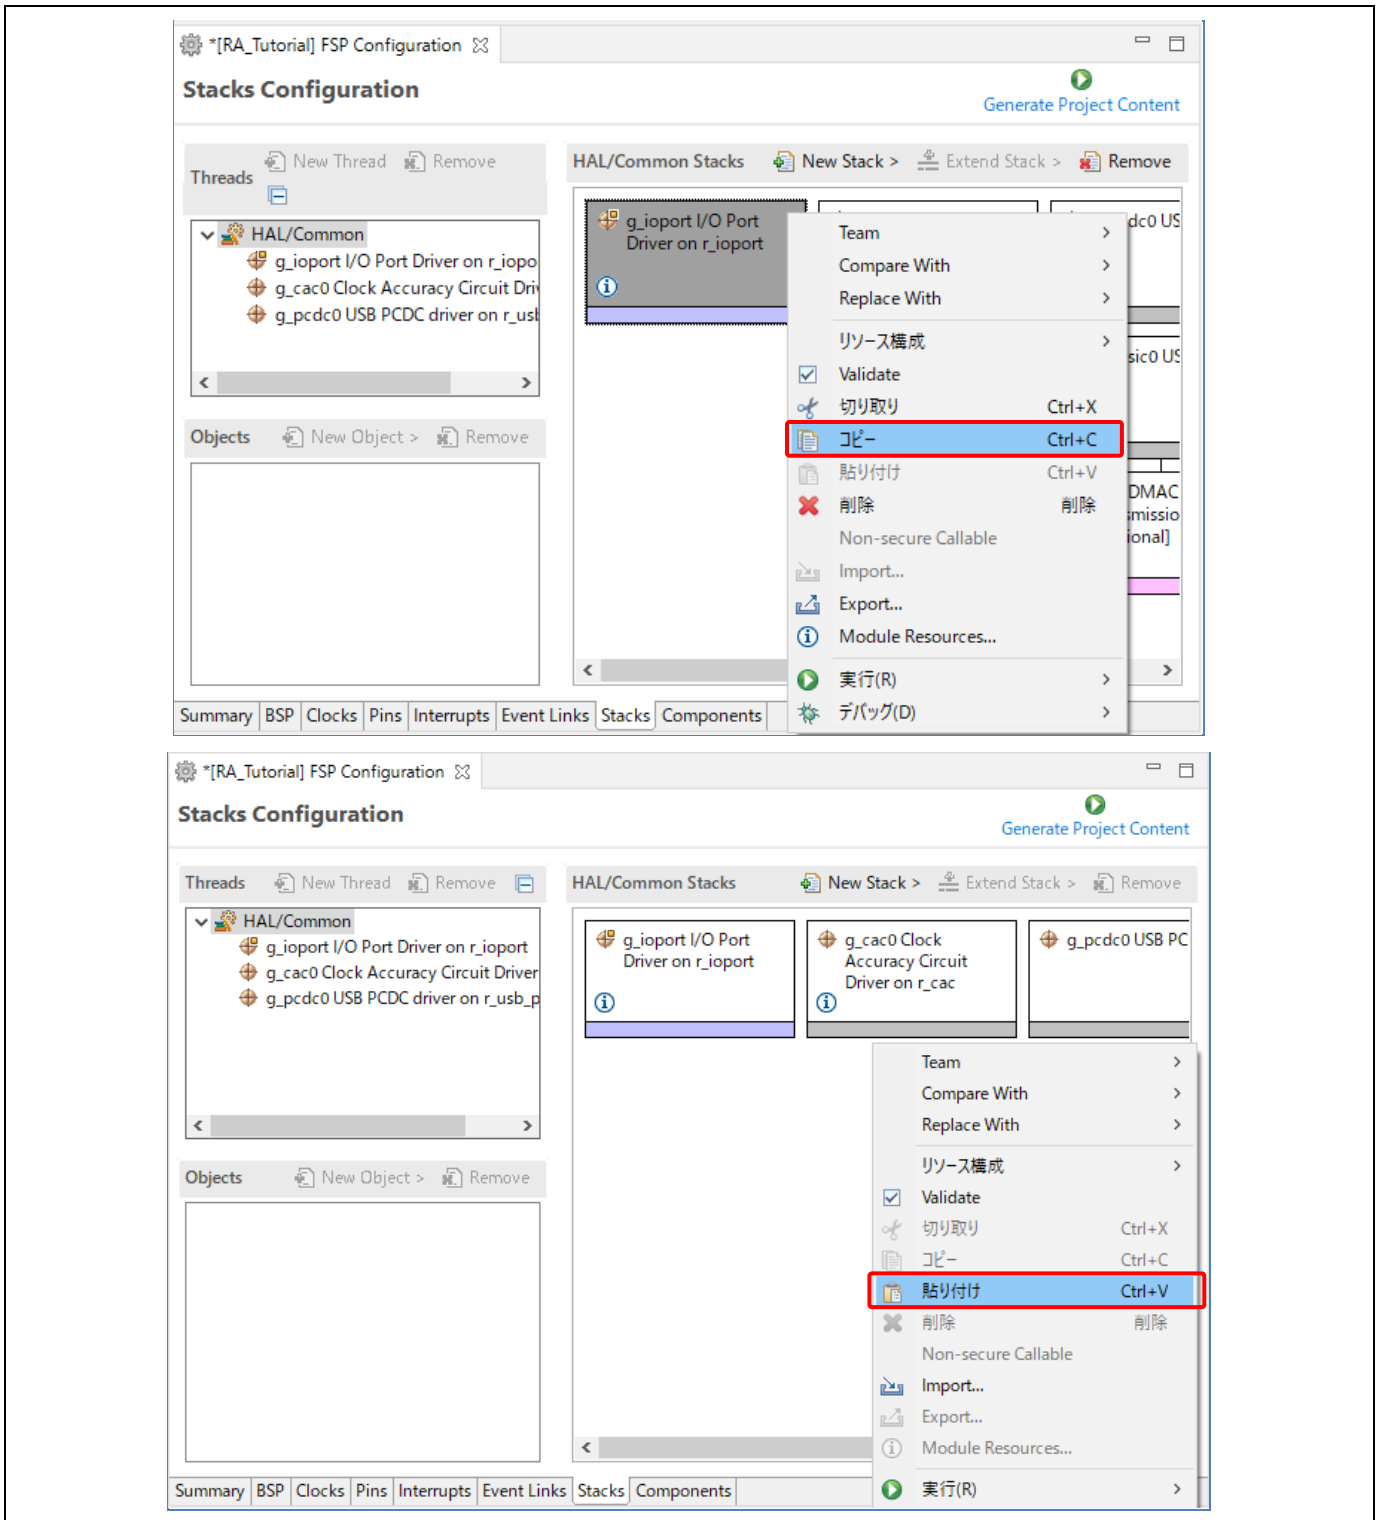 *[RA_Tutorial] FSP Configuration
Stacks Configuration
Generate Project Content
Threads
New Thread
Remove
HAL/Common
g_ioport I/O Port Driver on r_iopo
g_cac0 Clock Accuracy Circuit Driv
g_pcdc0 USB PCDC driver on r_usb
Objects
New Object >
Remove
HAL/Common Stacks
New Stack >
Extend Stack >
Remove
g_ioport I/O Port
Driver on r_ioport
dc0 US
sic0 US
DMAC
smissio
ional]
Team
Compare With
Replace With
リソース構成
Validate
切り取り Ctrl+X
コピー Ctrl+C
貼り付け Ctrl+V
削除 削除
Non-secure Callable
Import...
Export...
Module Resources...
実行(R)
デバッグ(D)
Summary BSP Clocks Pins Interrupts Event Links Stacks Components
*[RA_Tutorial] FSP Configuration
Stacks Configuration
Generate Project Content
Threads
New Thread
Remove
HAL/Common
g_ioport I/O Port Driver on r_ioport
g_cac0 Clock Accuracy Circuit Driver
g_pcdc0 USB PCDC driver on r_usb_p
Objects
New Object >
Remove
HAL/Common Stacks
New Stack >
Extend Stack >
Remove
g_ioport I/O Port
Driver on r_ioport
g_cac0 Clock
Accuracy Circuit
Driver on r_cac
g_pcdc0 USB PC
Team
Compare With
Replace With
リソース構成
Validate
切り取り Ctrl+X
コピー Ctrl+C
貼り付け Ctrl+V
削除 削除
Non-secure Callable
Import...
Export...
Module Resources...
実行(R)
Summary BSP Clocks Pins Interrupts Event Links Stacks Components